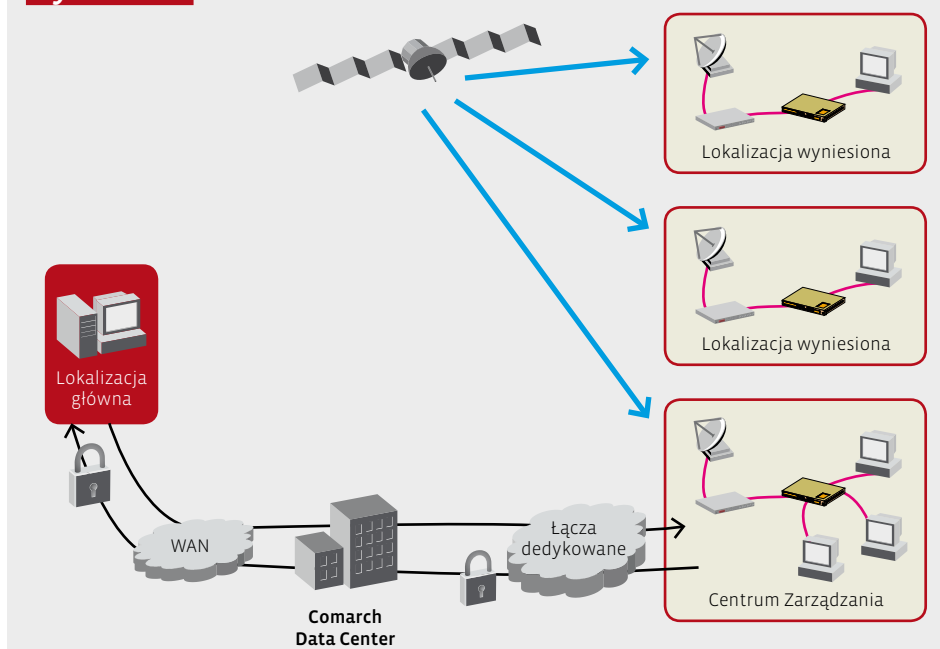 Lokalizacja wyniesiona
Lokalizacja wyniesiona
Lokalizacja
główna
WAN
Łącza
dedykowane
Comarch
Data Center
Centrum Zarządzania